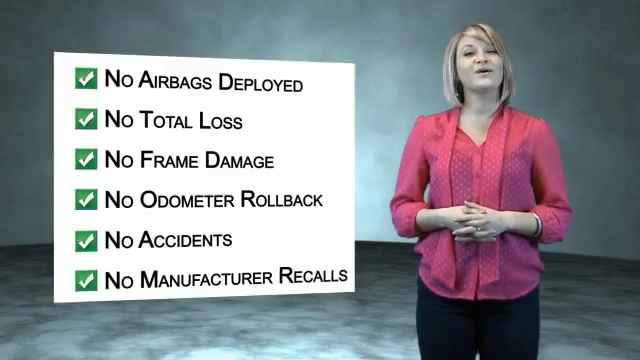 No Airbags Deployed
No Total Loss
No Frame Damage
No Odometer Rollback
No Accidents
No Manufacturer Recalls